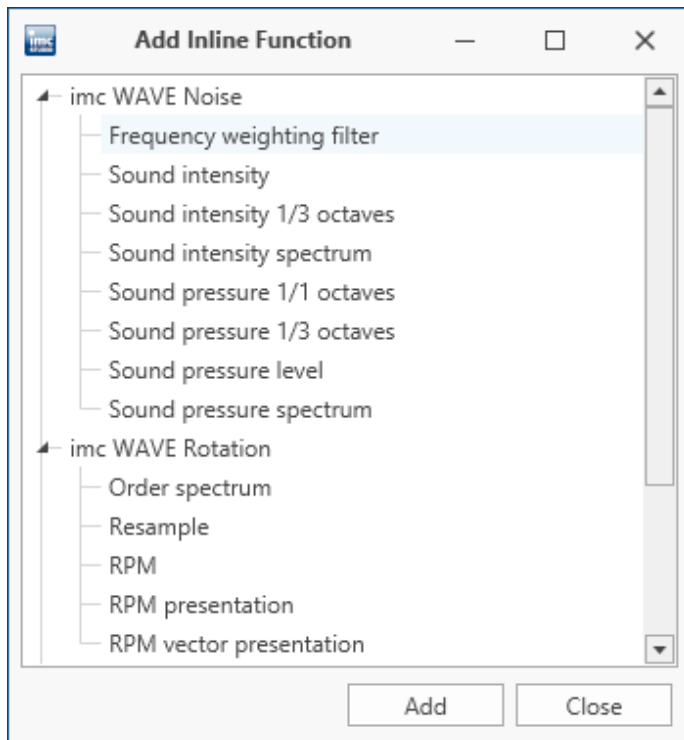 imc
Add Inline Function
imc WAVE Noise
Frequency weighting filter
Sound intensity
Sound intensity 1/3 octaves
Sound intensity spectrum
Sound pressure 1/1 octaves
Sound pressure 1/3 octaves
Sound pressure level
Sound pressure spectrum
imc WAVE Rotation
Order spectrum
Resample
RPM
RPM presentation
RPM vector presentation
Add
Close